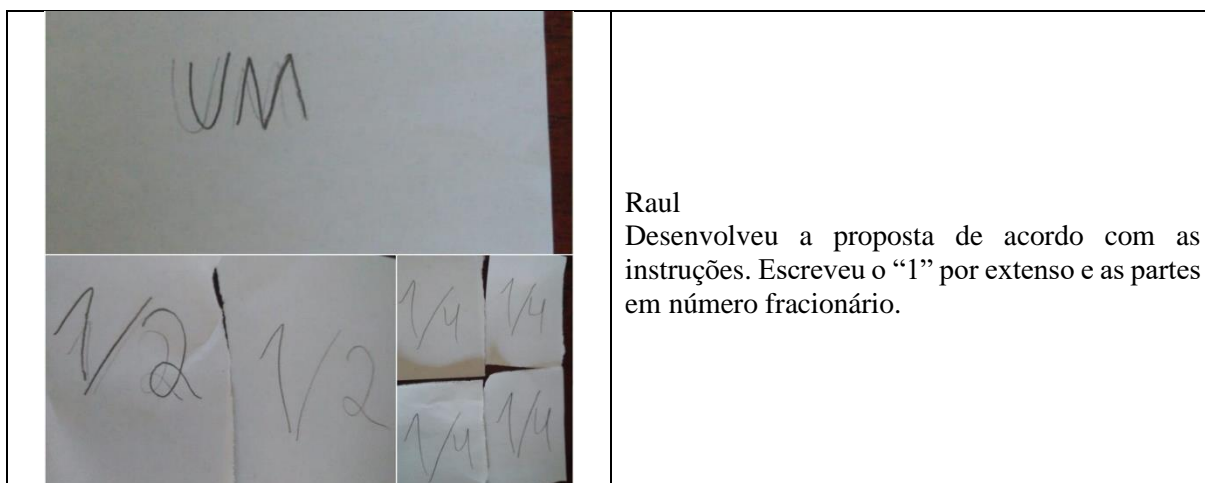 UM
1/2 1/2
1/4 1/4
1/4 1/4
Raul
Desenvolveu a proposta de acordo com as
instruções. Escreveu o “1” por extenso e as partes
em número fracionário.